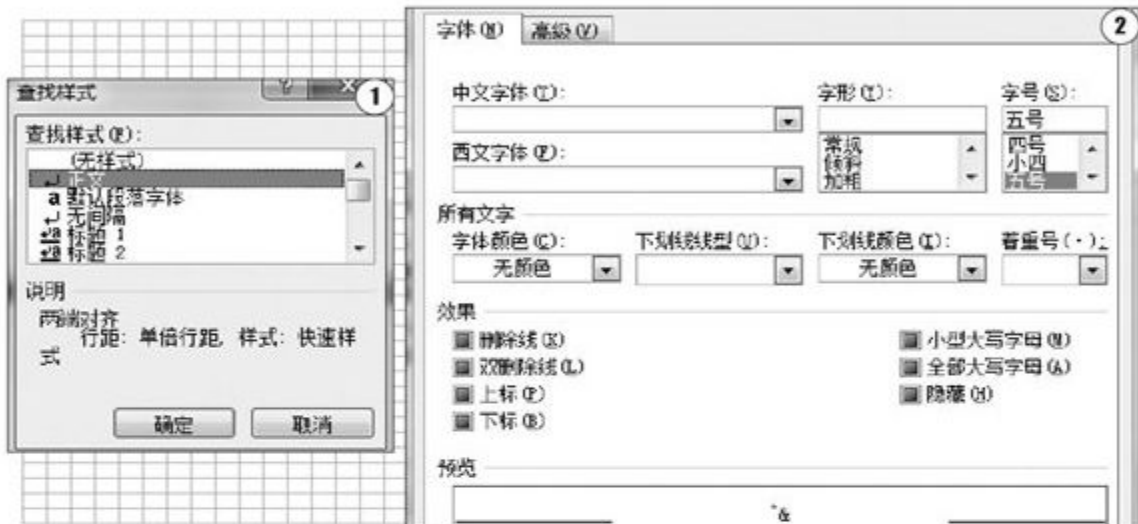 查找样式
1
查找样式(F):
(无样式)
正文
a 默认段落字体
无间隔
标题 1
标题 2
说明
两端对齐
行距: 单倍行距, 样式: 快速样
式
确定
取消
2
字体(N)
高级(V)
中文字体(T):
字形(Y):
字号(S):
五号
常规
倾斜
加粗
四号
小四
五号
西文字体(F):
所有文字
字体颜色(C):
下划线线型(U):
下划线颜色(I):
着重号(·):
无颜色
无颜色
效果
删除线(K)
双删除线(L)
上标(P)
下标(B)
小型大写字母(M)
全部大写字母(A)
隐藏(H)
预览